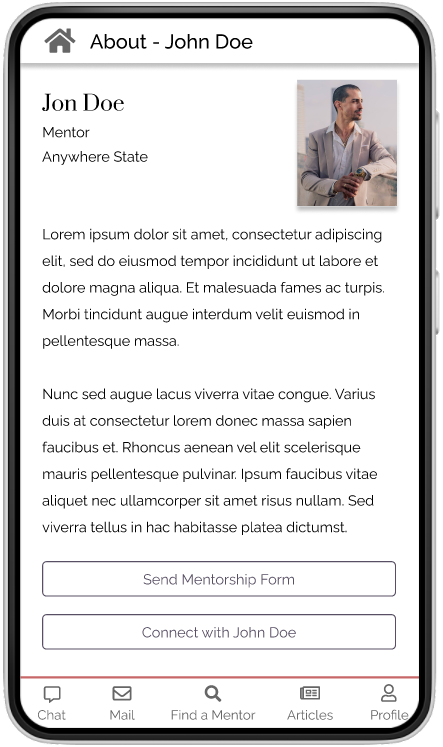 About - John Doe
Jon Doe
Mentor
Anywhere State
Lorem ipsum dolor sit amet, consectetur adipiscing
elit, sed do eiusmod tempor incididunt ut labore et
dolore magna aliqua. Et malesuada fames ac turpis.
Morbi tincidunt augue interdum velit euismod in
pellentesque massa.
Nunc sed augue lacus viverra vitae congue. Varius
duis at consectetur lorem donec massa sapien
faucibus et. Rhoncus aenean vel elit scelerisque
mauris pellentesque pulvinar. Ipsum faucibus vitae
aliquet nec ullamcorper sit amet risus nullam. Sed
viverra tellus in hac habitasse platea dictumst.
Send Mentorship Form
Connect with John Doe
Chat Mail Find a Mentor Articles Profile